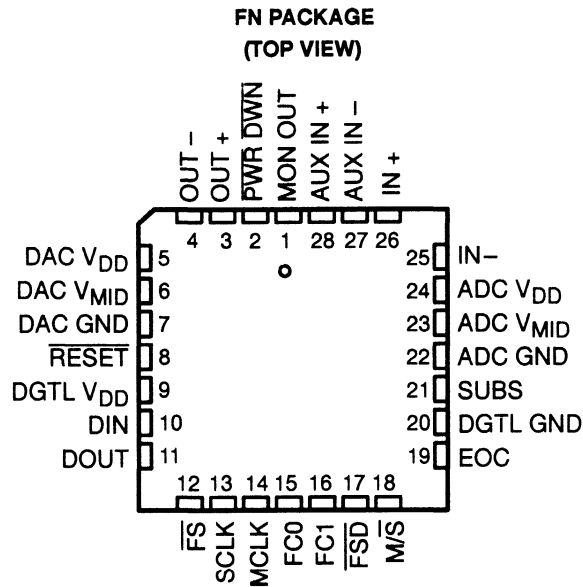 FN PACKAGE
(TOP VIEW)
OUT –
OUT +
PWR DWN
MON OUT
AUX IN +
AUX IN –
IN +
4 3 2 1 28 27 26
DAC VDD 5
DAC VMID 6
DAC GND 7
RESET 8
DGTL VDD 9
DIN 10
DOUT 11
25 IN–
24 ADC VDD
23 ADC VMID
22 ADC GND
21 SUBS
20 DGTL GND
19 EOC
12 13 14 15 16 17 18
FS
SCLK
MCLK
FC0
FC1
FSD
M/S